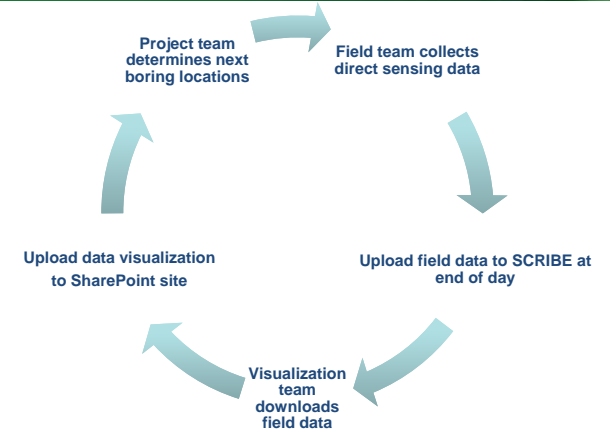 Project team
determines next
boring locations
Field team collects
direct sensing data
Upload field data to SCRIBE at
end of day
Visualization
team
downloads
field data
Upload data visualization
to SharePoint site